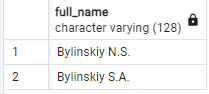 full_name
character varying (128)
1 Bylinskiy N.S.
2 Bylinskiy S.A.